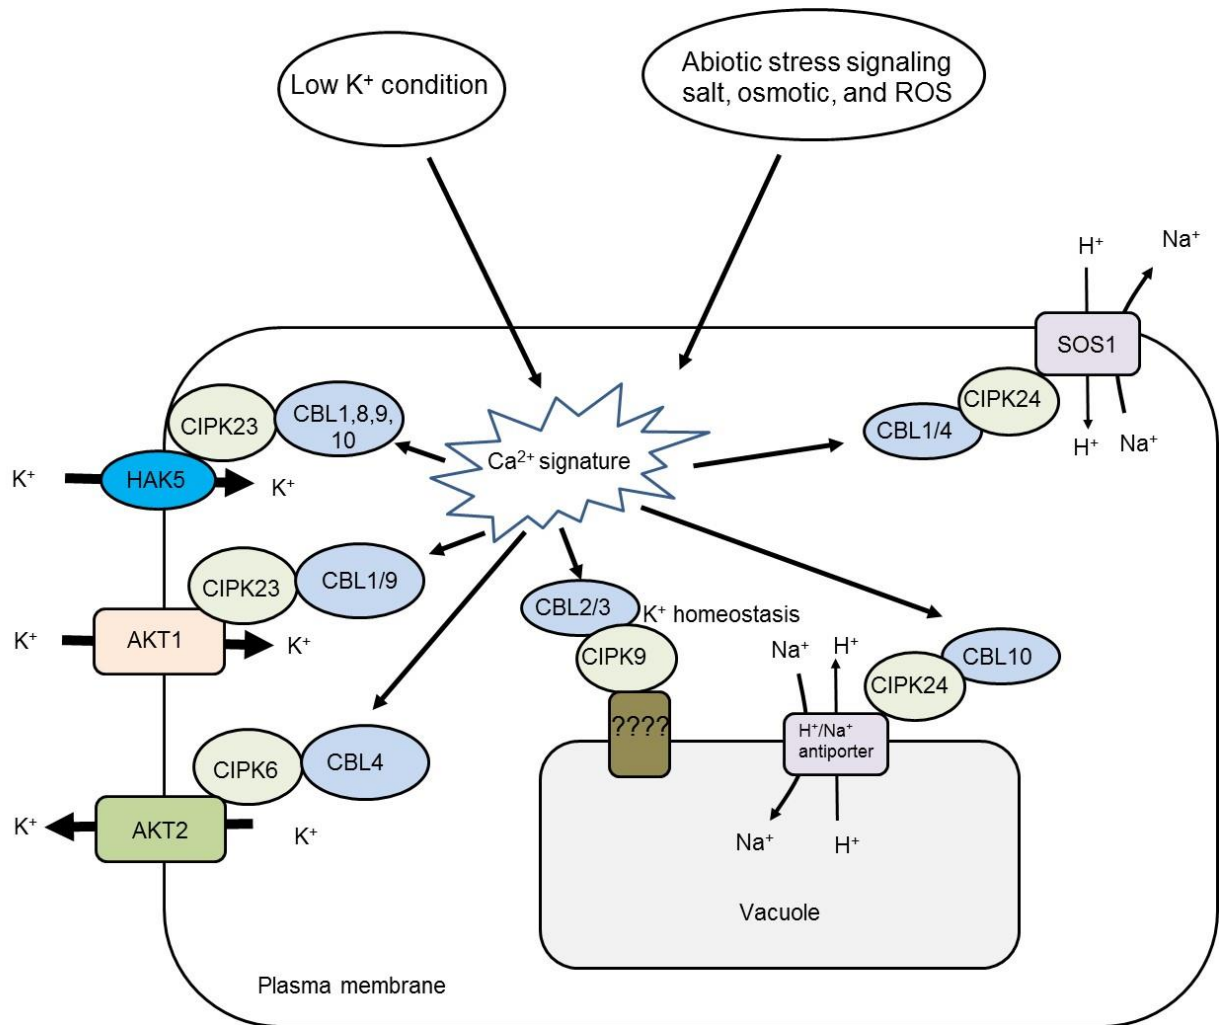 Low K⁺ condition
Abiotic stress signaling
salt, osmotic, and ROS
H⁺
Na⁺
SOS1
H⁺
Na⁺
CIPK24
CBL1/4
CIPK23
CBL1,8,9,
10
K⁺
HAK5
K⁺
Ca²⁺ signature
CIPK23
CBL1/9
K⁺
AKT1
K⁺
CBL2/3
K⁺ homeostasis
CIPK9
????
Na⁺
H⁺
CBL10
CIPK24
H⁺/Na⁺
antiporter
Na⁺
H⁺
CIPK6
CBL4
K⁺
AKT2
K⁺
Vacuole
Plasma membrane